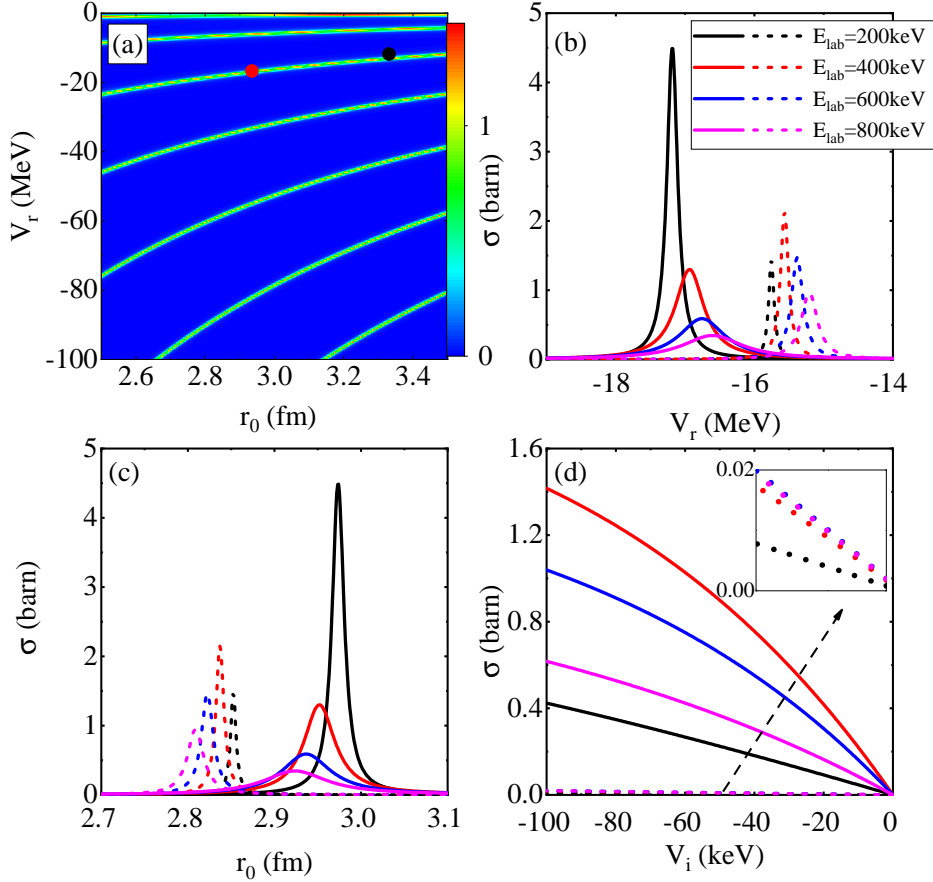 (a)
0
-20
-40
-60
-80
-100
V_r (MeV)
2.6 2.8 3.0 3.2 3.4
r_0 (fm)
1
0
σ (barn)
(b)
E_lab=200keV
E_lab=400keV
E_lab=600keV
E_lab=800keV
5
4
3
2
1
0
-18 -16 -14
V_r (MeV)
(c)
5
4
3
2
1
0
σ (barn)
2.7 2.8 2.9 3.0 3.1
r_0 (fm)
(d)
1.6
1.2
0.8
0.4
0.0
σ (barn)
0.02
0.00
-100 -80 -60 -40 -20 0
V_i (keV)